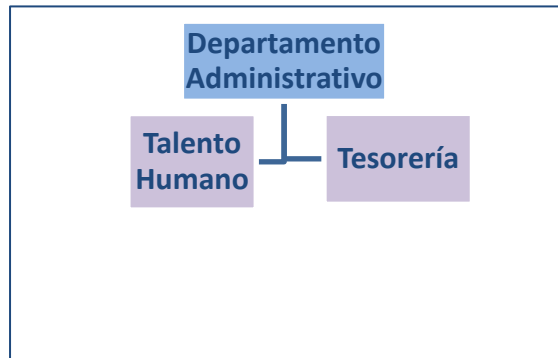 Departamento
Administrativo
Talento
Humano
Tesorería